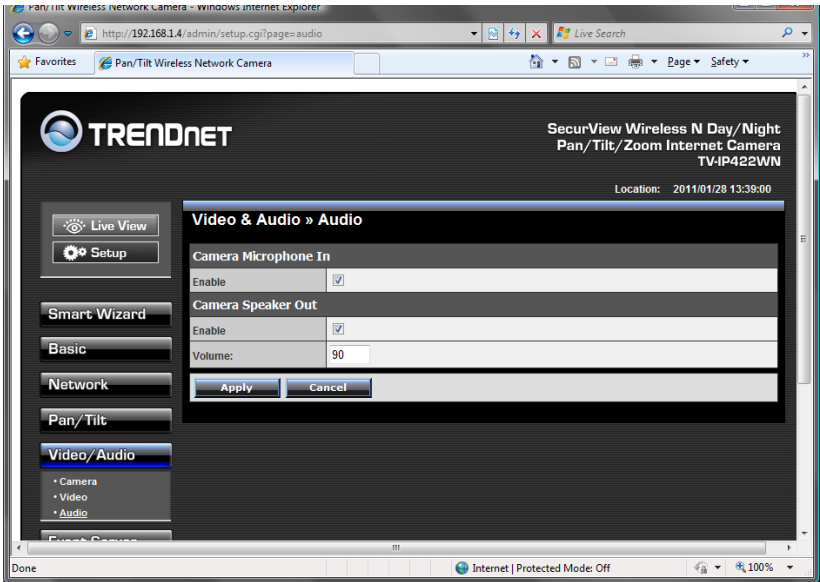 Pan/Tilt Wireless Network Camera - Windows Internet Explorer
http://192.168.1.4/admin/setup.cgi?page=audio
Live Search
Favorites
Pan/Tilt Wireless Network Camera
Page
Safety
TRENDNET
SecurView Wireless N Day/Night
Pan/Tilt/Zoom Internet Camera
TV-IP422WN
Location: 2011/01/28 13:39:00
Live View
Setup
Smart Wizard
Basic
Network
Pan/Tilt
Video/Audio
• Camera
• Video
• Audio
Event Server
Video & Audio » Audio
Camera Microphone In
Enable
Camera Speaker Out
Enable
Volume: 90
Apply Cancel
Done
Internet | Protected Mode: Off
100%